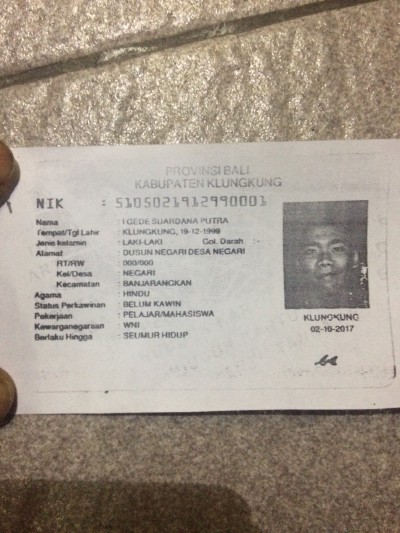 PROVINSI BALI
KABUPATEN KLUNGKUNG
NIK : 5105021912990001
Nama : I GEDE SUARDANA PUTRA
Tempat/Tgl Lahir : KLUNGKUNG, 19-12-1999
Jenis kelamin : LAKI-LAKI Gol. Darah : -
Alamat : DUSUN NEGARI DESA NEGARI
RT/RW : 000/000
Kel/Desa : NEGARI
Kecamatan : BANJARANGKAN
Agama : HINDU
Status Perkawinan : BELUM KAWIN
Pekerjaan : PELAJAR/MAHASISWA
Kewarganegaraan : WNI
Berlaku Hingga : SEUMUR HIDUP
KLUNGKUNG
02-10-2017